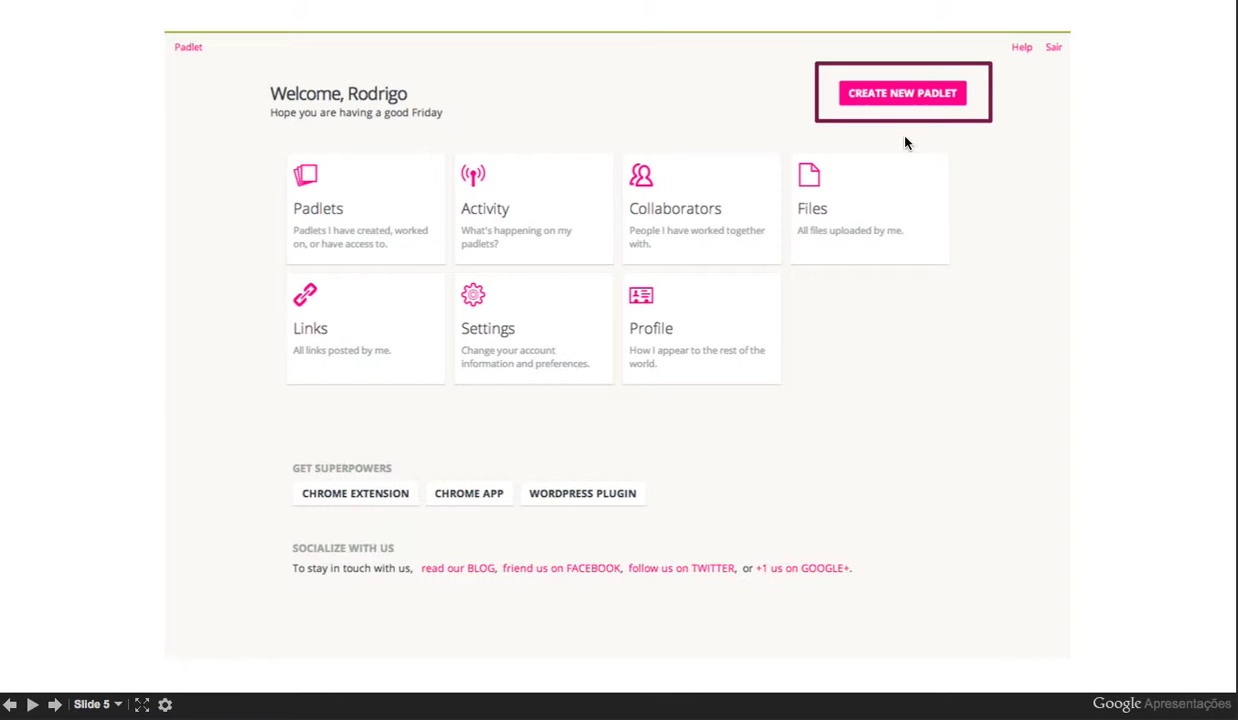 Padlet
Help
Sair
Welcome, Rodrigo
Hope you are having a good Friday
CREATE NEW PADLET
Padlets
Padlets I have created, worked
on, or have access to.
Activity
What's happening on my
padlets?
Collaborators
People I have worked together
with.
Files
All files uploaded by me.
Links
All links posted by me.
Settings
Change your account
information and preferences.
Profile
How I appear to the rest of the
world.
GET SUPERPOWERS
CHROME EXTENSION
CHROME APP
WORDPRESS PLUGIN
SOCIALIZE WITH US
To stay in touch with us, read our BLOG, friend us on FACEBOOK, follow us on TWITTER, or +1 us on GOOGLE+.
Slide 5
Google Apresentações